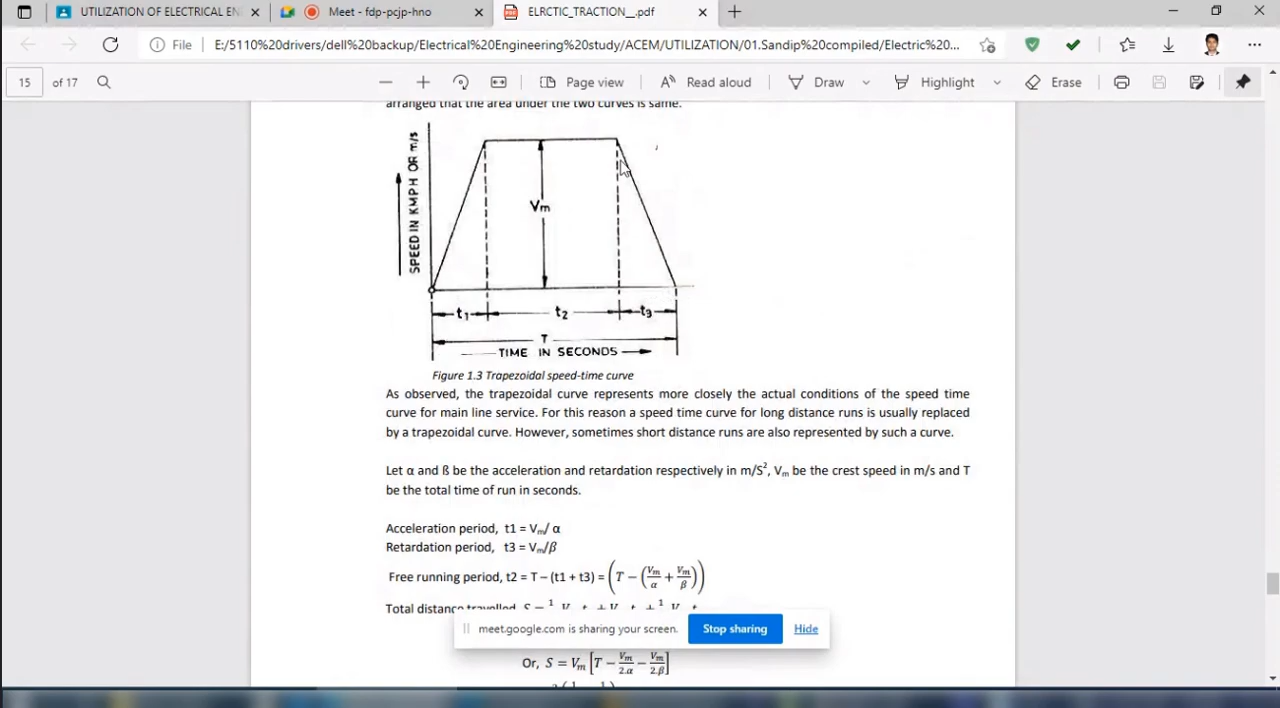 UTILIZATION OF ELECTRICAL EN
Meet - fdp-pcjp-hno
ELRCTIC_TRACTION__.pdf
File
E:/5110%20drivers/dell%20backup/Electrical%20Engineering%20study/ACEM/UTILIZATION/01.Sandip%20compiled/Electric%20...
15 of 17
Page view
Read aloud
Draw
Highlight
Erase
arranged that the area under the two curves is same.
SPEED IN KMPH OR m/s
Vm
t1 t2 t3
T
TIME IN SECONDS
Figure 1.3 Trapezoidal speed-time curve
As observed, the trapezoidal curve represents more closely the actual conditions of the speed time
curve for main line service. For this reason a speed time curve for long distance runs is usually replaced
by a trapezoidal curve. However, sometimes short distance runs are also represented by such a curve.
Let α and ß be the acceleration and retardation respectively in m/S², Vm be the crest speed in m/s and T
be the total time of run in seconds.
Acceleration period, t1 = Vm/ α
Retardation period, t3 = Vm/β
Free running period, t2 = T – (t1 + t3) = (T − (Vm/α + Vm/β))
Total distance travelled, S =
meet.google.com is sharing your screen.
Stop sharing
Hide
Or, S = Vm [T − Vm/2.α − Vm/2.β]